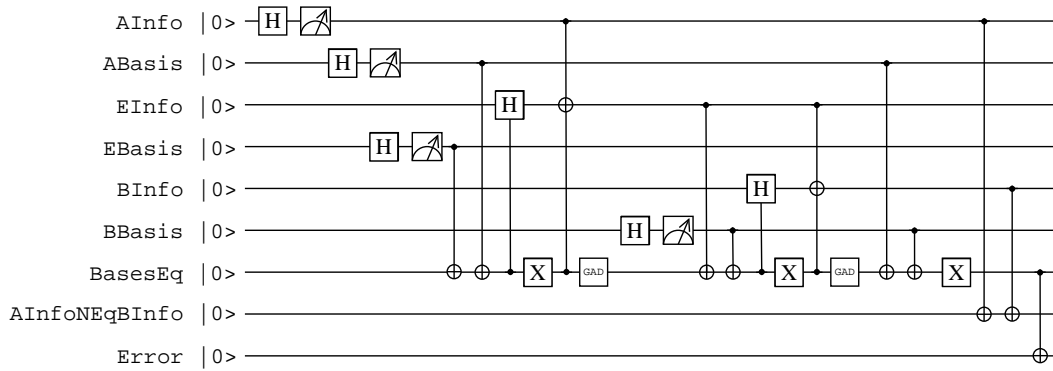 AInfo |0> H
ABasis |0> H
EInfo |0> H
EBasis |0> H
BInfo |0> H
BBasis |0> H
BasesEq |0> X GAD X GAD X
AInfoNEqBInfo |0>
Error |0>